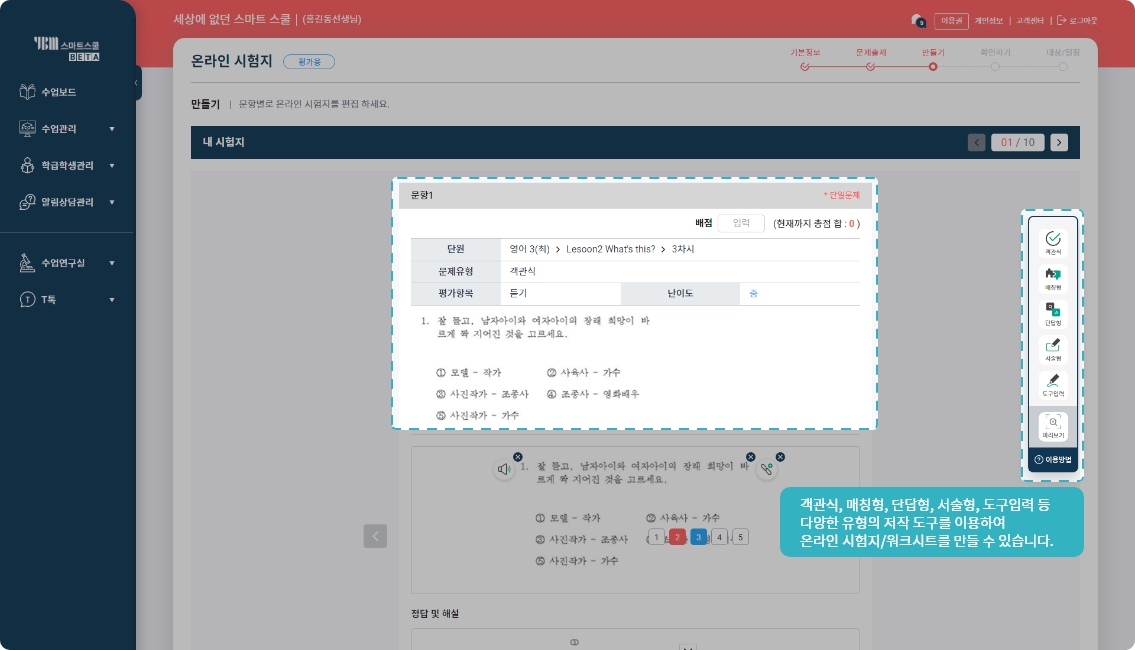 YBM 스마트스쿨
BETA
수업보드
수업관리
학급학생관리
알림상담관리
수업연구실
T톡
세상에 없던 스마트 스쿨 | (홍길동선생님)
이용권 개인정보 | 고객센터 | 로그아웃
온라인 시험지 평가용
기본정보 문제출제 만들기 확인하기 대상/일정
만들기 | 문항별로 온라인 시험지를 편집 하세요.
내 시험지
01 / 10
문항1
* 단일문제
배점 입력 (현재까지 총점 합 : 0 )
단원 영어 3(최) > Lesoon2 What's this? > 3차시
문제유형 객관식
평가항목 듣기 난이도 중
1. 잘 듣고, 남자아이와 여자아이의 장래 희망이 바
르게 짝 지어진 것을 고르세요.
① 모델 - 작가 ② 사육사 - 가수
③ 사진작가 - 조종사 ④ 조종사 - 영화배우
⑤ 사진작가 - 가수
1. 잘 듣고, 남자아이와 여자아이의 장래 희망이 바
르게 짝 지어진 것을 고르세요.
① 모델 - 작가 ② 사육사 - 가수
③ 사진작가 - 조종사
1 2 3 4 5
⑤ 사진작가 - 가수
정답 및 해설
객관식
매칭형
단답형
서술형
도구입력
미리보기
이용방법
객관식, 매칭형, 단답형, 서술형, 도구입력 등
다양한 유형의 저작 도구를 이용하여
온라인 시험지/워크시트를 만들 수 있습니다.